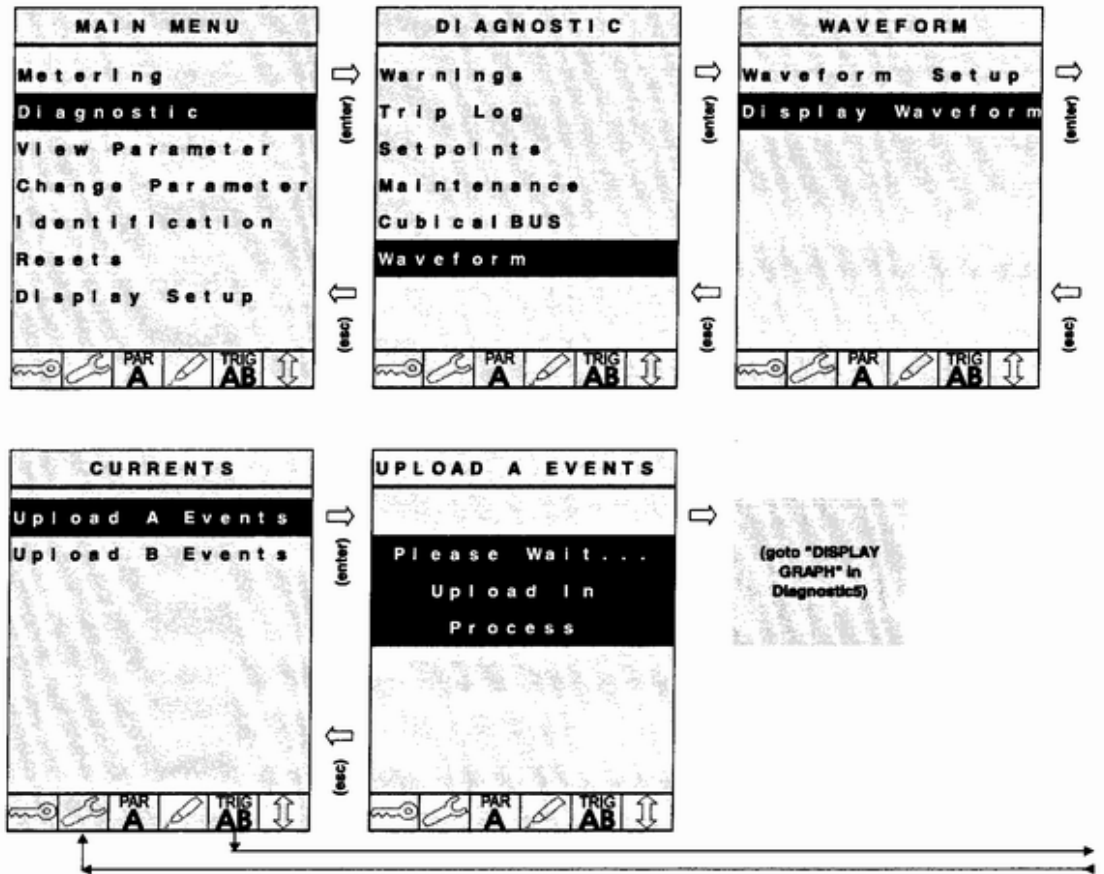 MAIN MENU
Metering
Diagnostic
View Parameter
Change Parameter
Identification
Resets
Display Setup
PAR
A
TRIG
AB
(enter)
(esc)
DIAGNOSTIC
Warnings
Trip Log
Setpoints
Maintenance
CubicalBUS
Waveform
PAR
A
TRIG
AB
(enter)
(esc)
WAVEFORM
Waveform Setup
Display Waveform
PAR
A
TRIG
AB
(enter)
(esc)
CURRENTS
Upload A Events
Upload B Events
PAR
A
TRIG
AB
(enter)
(esc)
UPLOAD A EVENTS
Please Wait...
Upload In
Process
PAR
A
TRIG
AB
(goto "DISPLAY
GRAPH" in
Diagnostic5)